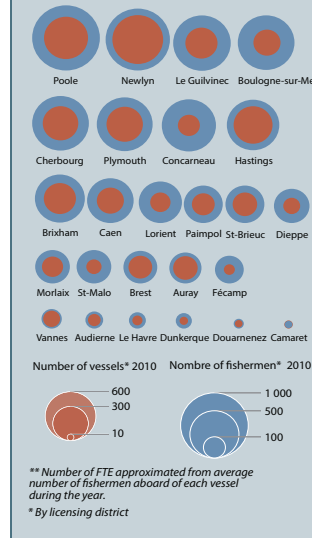 Poole Newlyn Le Guilvinec Boulogne-sur-Me
Cherbourg Plymouth Concarneau Hastings
Brixham Caen Lorient Paimpol St-Brieuc Dieppe
Morlaix St-Malo Brest Auray Fécamp
Vannes Audierne Le Havre Dunkerque Douarnenez Camaret
Number of vessels* 2010 Nombre of fishermen* 2010
600
300
10
1 000
500
100
** Number of FTE approximated from average
number of fishermen aboard of each vessel
during the year.
* By licensing district